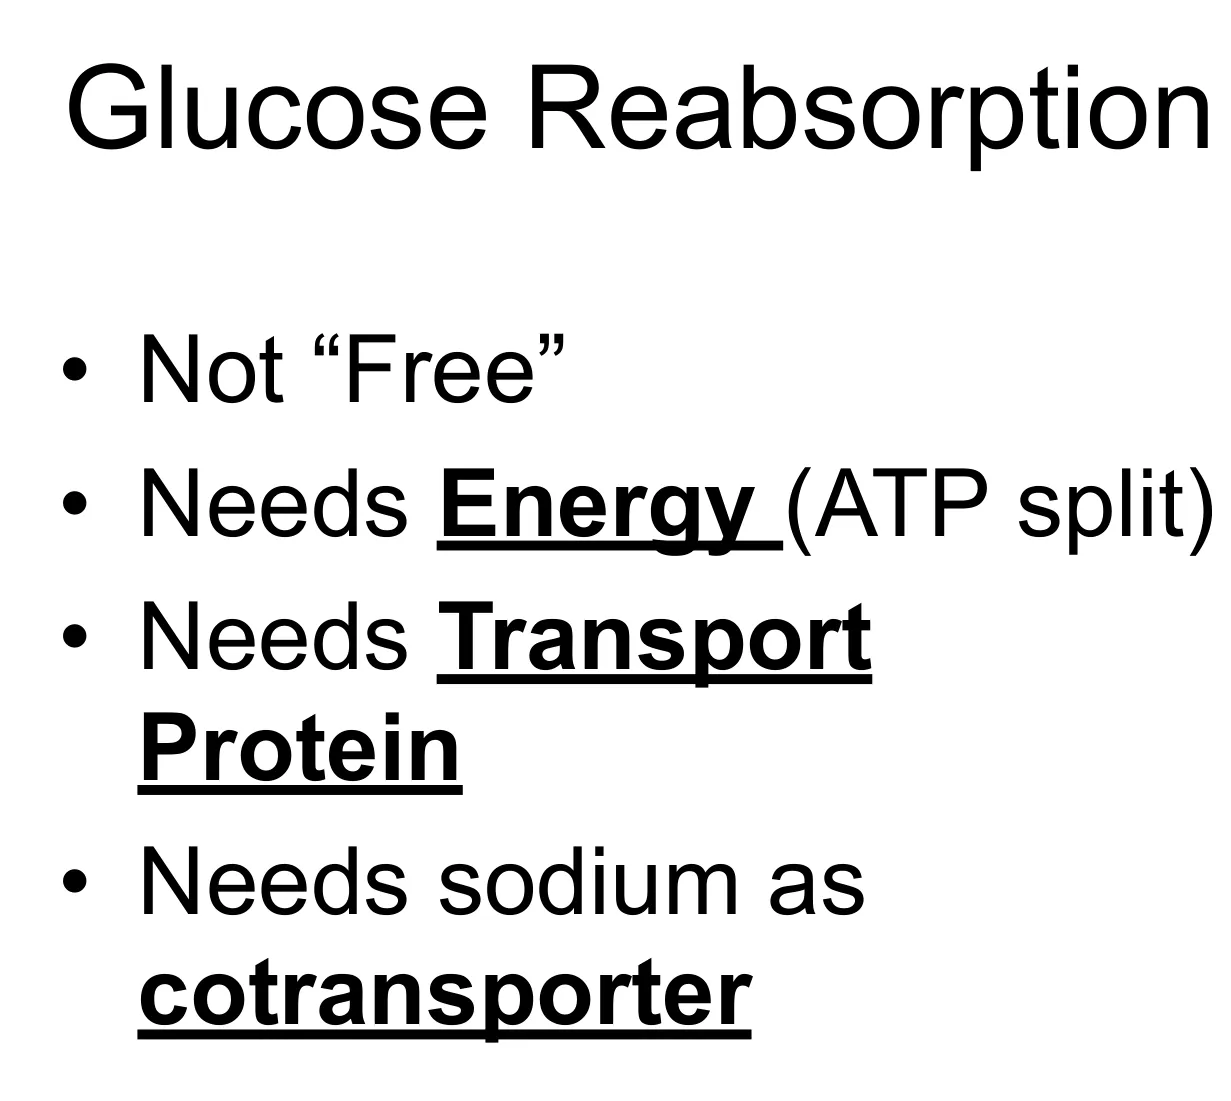 Glucose Reabsorption
• Not “Free”
• Needs Energy (ATP split)
• Needs Transport
Protein
• Needs sodium as
cotransporter